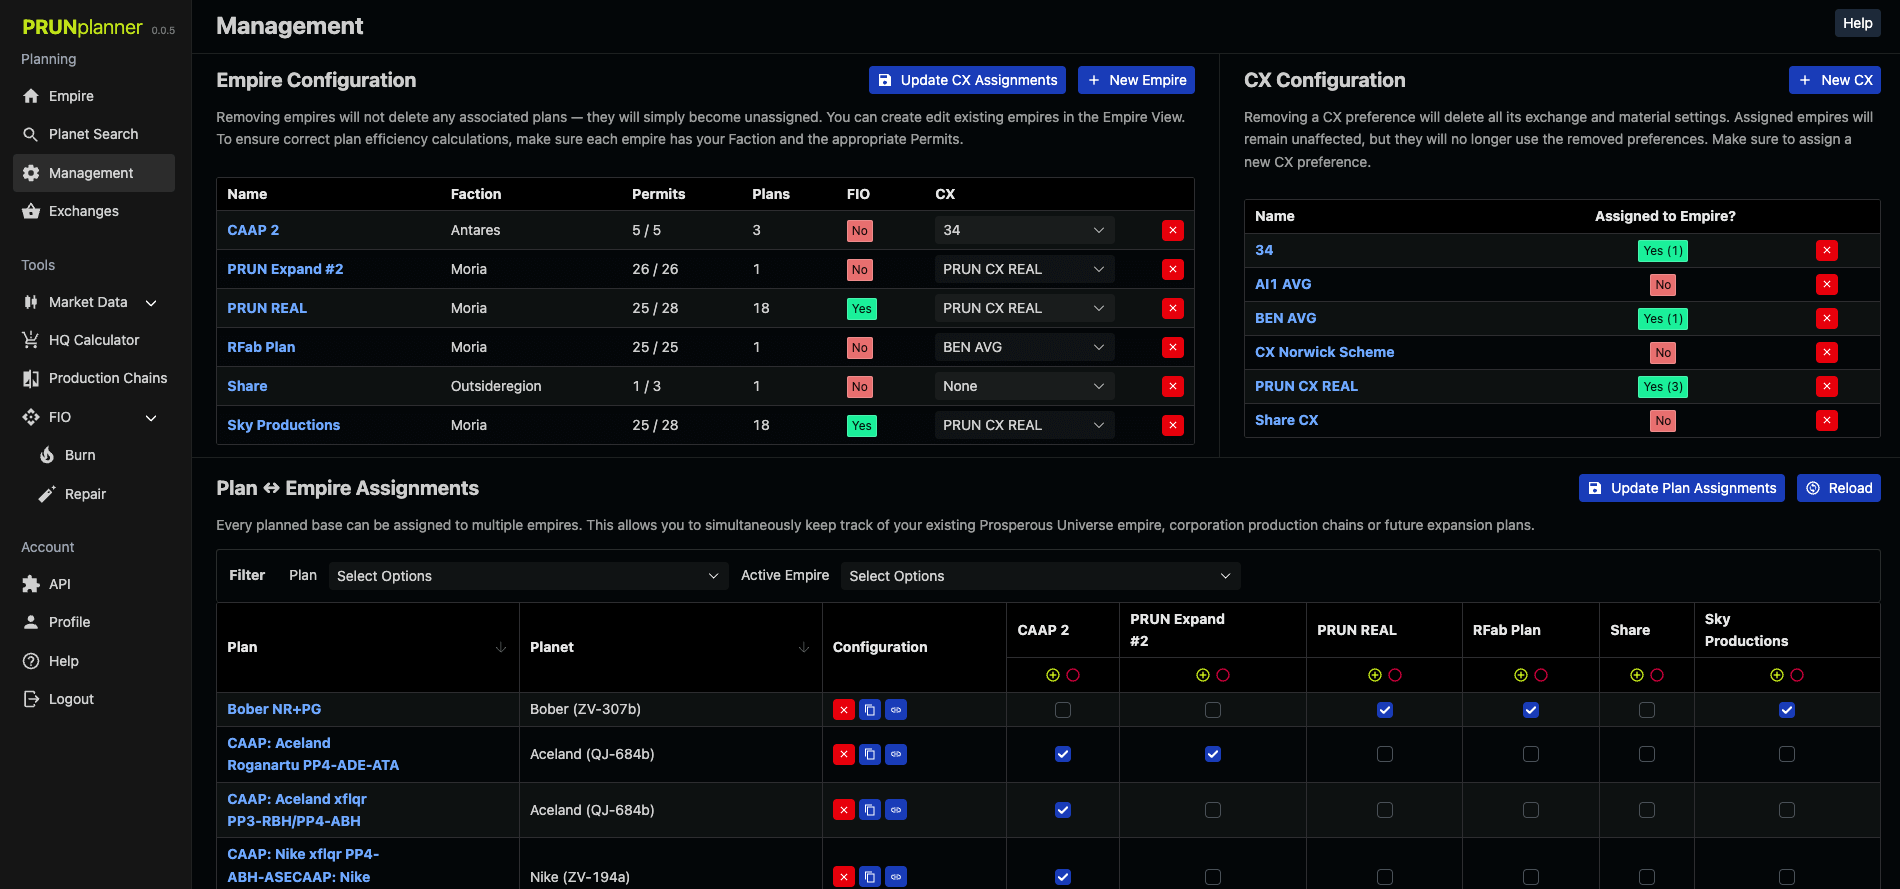 PRUNplanner 0.0.5
Planning
Empire
Planet Search
Management
Exchanges
Tools
Market Data
HQ Calculator
Production Chains
FIO
Burn
Repair
Account
API
Profile
Help
Logout
Management
Help
Empire Configuration
Update CX Assignments
New Empire
Removing empires will not delete any associated plans — they will simply become unassigned. You can create edit existing empires in the Empire View.
To ensure correct plan efficiency calculations, make sure each empire has your Faction and the appropriate Permits.
Name Faction Permits Plans FIO CX
CAAP 2 Antares 5 / 5 3 No 34
PRUN Expand #2 Moria 26 / 26 1 No PRUN CX REAL
PRUN REAL Moria 25 / 28 18 Yes PRUN CX REAL
RFab Plan Moria 25 / 25 1 No BEN AVG
Share Outsideregion 1 / 3 1 No None
Sky Productions Moria 25 / 28 18 Yes PRUN CX REAL
CX Configuration
New CX
Removing a CX preference will delete all its exchange and material settings. Assigned empires will
remain unaffected, but they will no longer use the removed preferences. Make sure to assign a
new CX preference.
Name Assigned to Empire?
34 Yes (1)
AI1 AVG No
BEN AVG Yes (1)
CX Norwick Scheme No
PRUN CX REAL Yes (3)
Share CX No
Plan ↔ Empire Assignments
Update Plan Assignments
Reload
Every planned base can be assigned to multiple empires. This allows you to simultaneously keep track of your existing Prosperous Universe empire, corporation production chains or future expansion plans.
Filter Plan Select Options Active Empire Select Options
Plan Planet Configuration CAAP 2 PRUN Expand
#2 PRUN REAL RFab Plan Share Sky
Productions
Bober NR+PG Bober (ZV-307b)
CAAP: Aceland
Roganartu PP4-ADE-ATA Aceland (QJ-684b)
CAAP: Aceland xflqr
PP3-RBH/PP4-ABH Aceland (QJ-684b)
CAAP: Nike xflqr PP4-
ABH-ASECAAP: Nike Nike (ZV-194a)